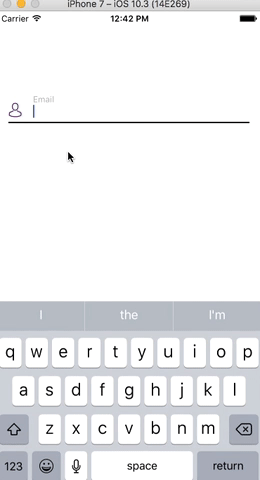 iPhone 7 – iOS 10.3 (14E269)
Carrier 12:42 PM
Email
I the I'm
q w e r t y u i o p
a s d f g h j k l
z x c v b n m
123 space return